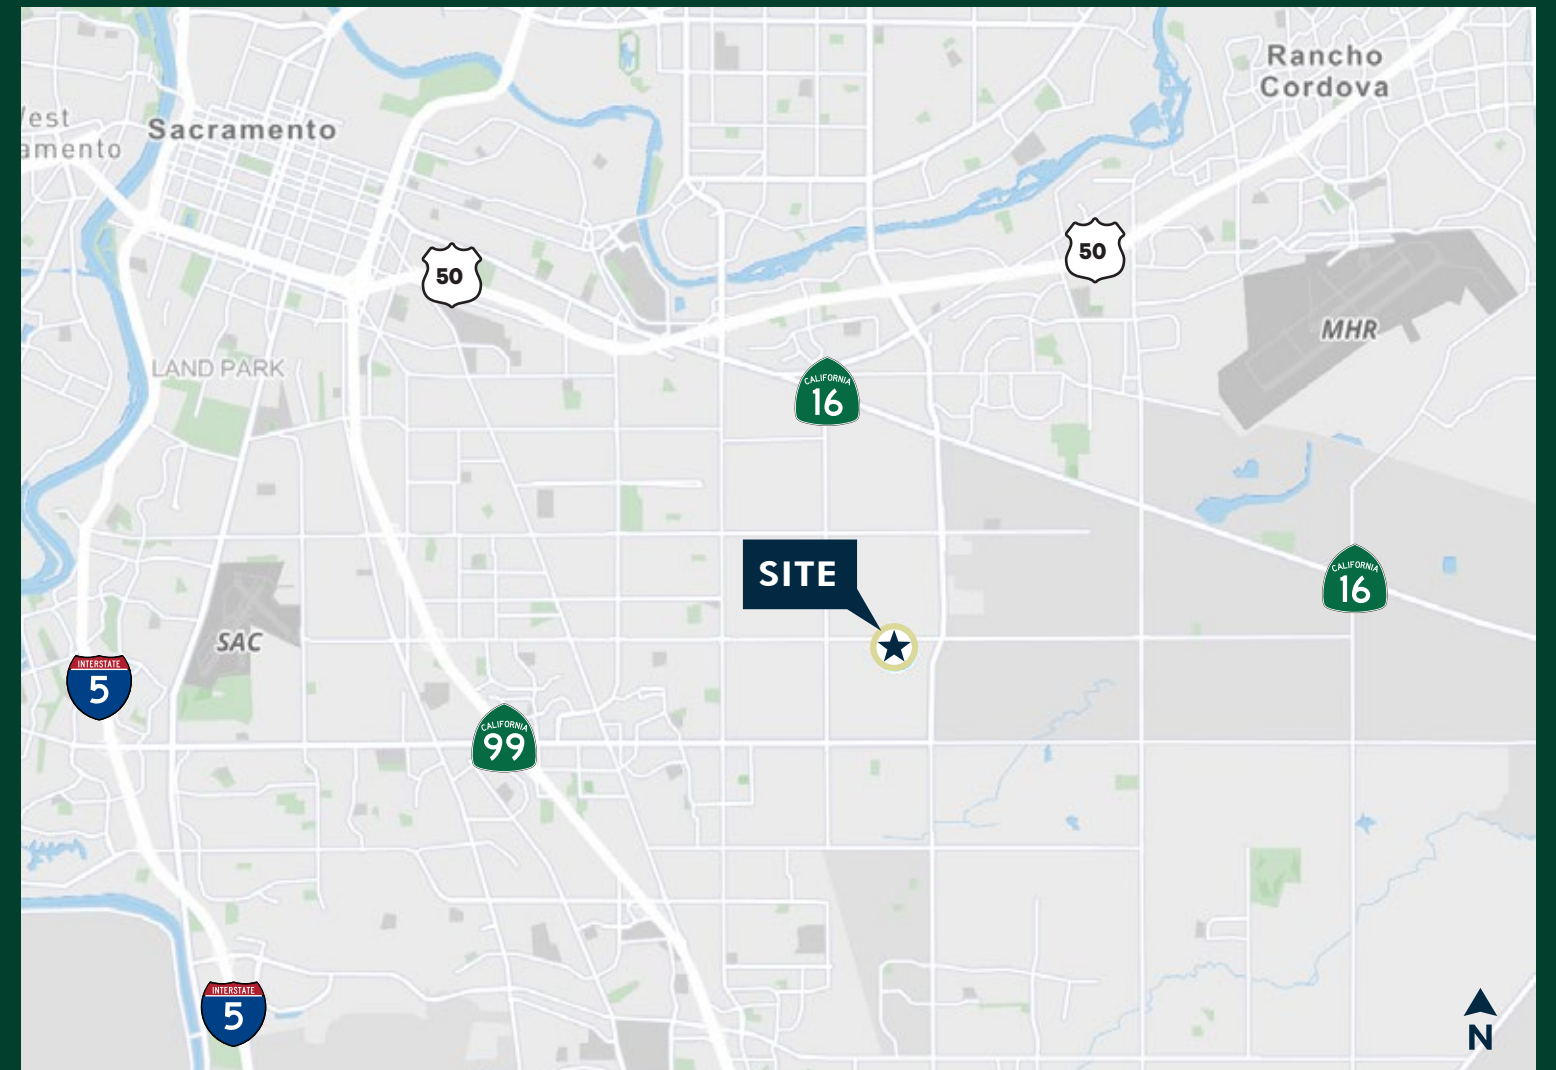 Rancho
Cordova
est
amento
Sacramento
50
50
MHR
LAND PARK
CALIFORNIA
16
SITE
CALIFORNIA
16
SAC
INTERSTATE
5
CALIFORNIA
99
INTERSTATE
5
N